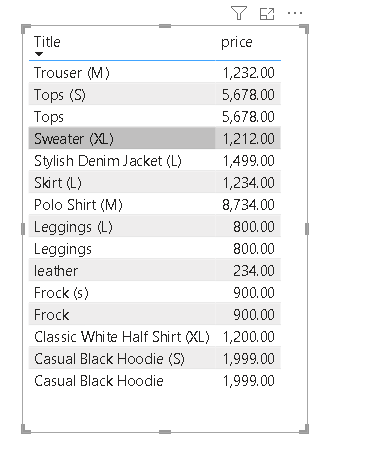 Title price
Trouser (M) 1,232.00
Tops (S) 5,678.00
Tops 5,678.00
Sweater (XL) 1,212.00
Stylish Denim Jacket (L) 1,499.00
Skirt (L) 1,234.00
Polo Shirt (M) 8,734.00
Leggings (L) 800.00
Leggings 800.00
leather 234.00
Frock (s) 900.00
Frock 900.00
Classic White Half Shirt (XL) 1,200.00
Casual Black Hoodie (S) 1,999.00
Casual Black Hoodie 1,999.00